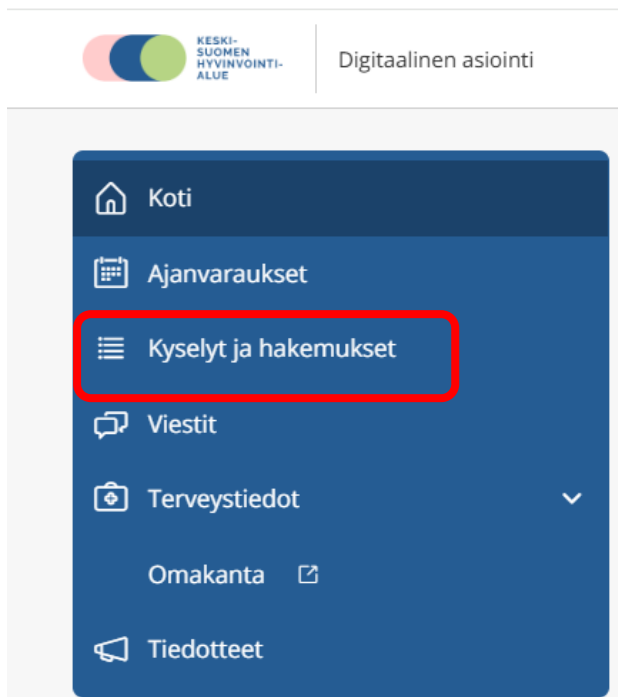 KESKI-
SUOMEN
HYVINVOINTI-
ALUE
Digitaalinen asiointi
Koti
Ajanvaraukset
Kyselyt ja hakemukset
Viestit
Terveystiedot
Omakanta
Tiedotteet